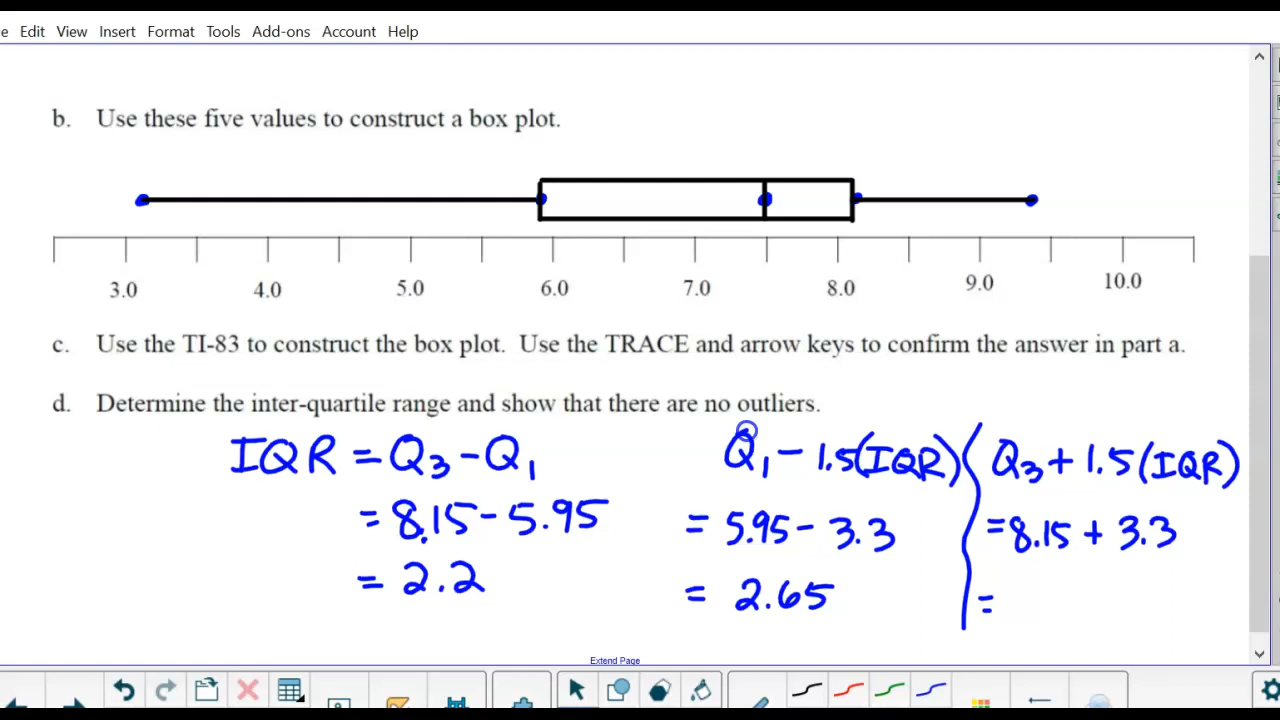 e Edit View Insert Format Tools Add-ons Account Help
b. Use these five values to construct a box plot.
3.0 4.0 5.0 6.0 7.0 8.0 9.0 10.0
c. Use the TI-83 to construct the box plot. Use the TRACE and arrow keys to confirm the answer in part a.
d. Determine the inter-quartile range and show that there are no outliers.
IQR = Q₃ - Q₁
= 8.15 - 5.95
= 2.2
Q₁ - 1.5(IQR)
= 5.95 - 3.3
= 2.65
Q₃ + 1.5(IQR)
= 8.15 + 3.3
=
Extend Page